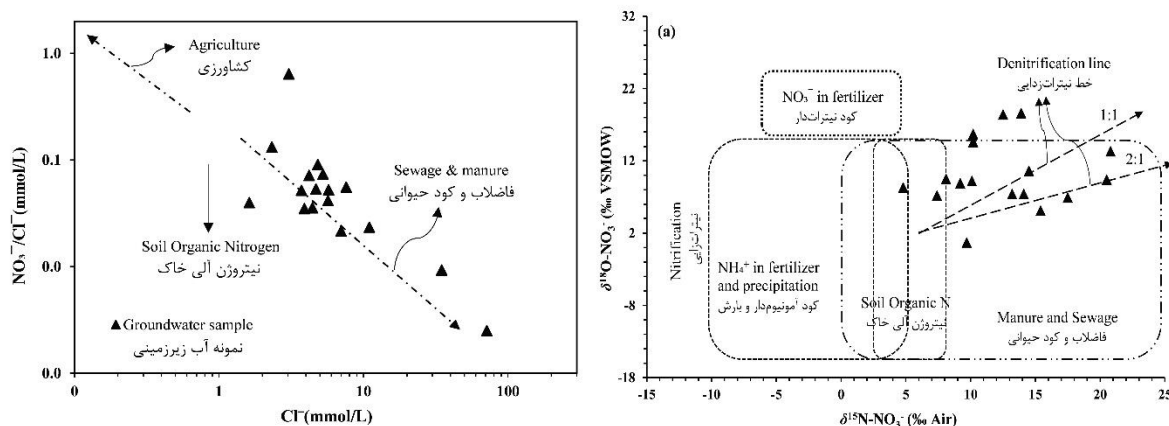 1.0
0.1
0.0
0.0
NO₃⁻/Cl⁻(mmol/L)
Agriculture
کشاورزی
Sewage & manure
فاضلاب و کود حیوانی
Soil Organic Nitrogen
نیتروژن آلی خاک
Groundwater sample
نمونه آب زیرزمینی
0
1
10
100
Cl⁻(mmol/L)
(a)
32
22
12
2
-8
-18
δ¹⁸O-NO₃⁻ (‰ VSMOW)
Denitrification line
خط نیترات‌زدایی
NO₃⁻ in fertilizer
کود نیترات‌دار
1:1
2:1
Nitrification
نیترات‌زایی
NH₄⁺ in fertilizer
and precipitation
کود آمونیوم‌دار و بارش
Soil Organic N
نیتروژن آلی خاک
Manure and Sewage
فاضلاب و کود حیوانی
-10
-5
0
5
10
15
20
25
δ¹⁵N-NO₃⁻ (‰ Air)